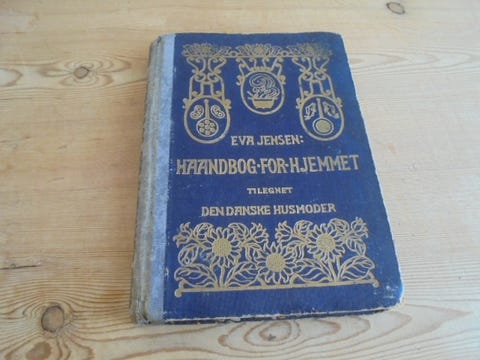 EVA JENSEN:
HAANDBOG·FOR·HJEMMET
TILEGNET
DEN DANSKE HUSMODER